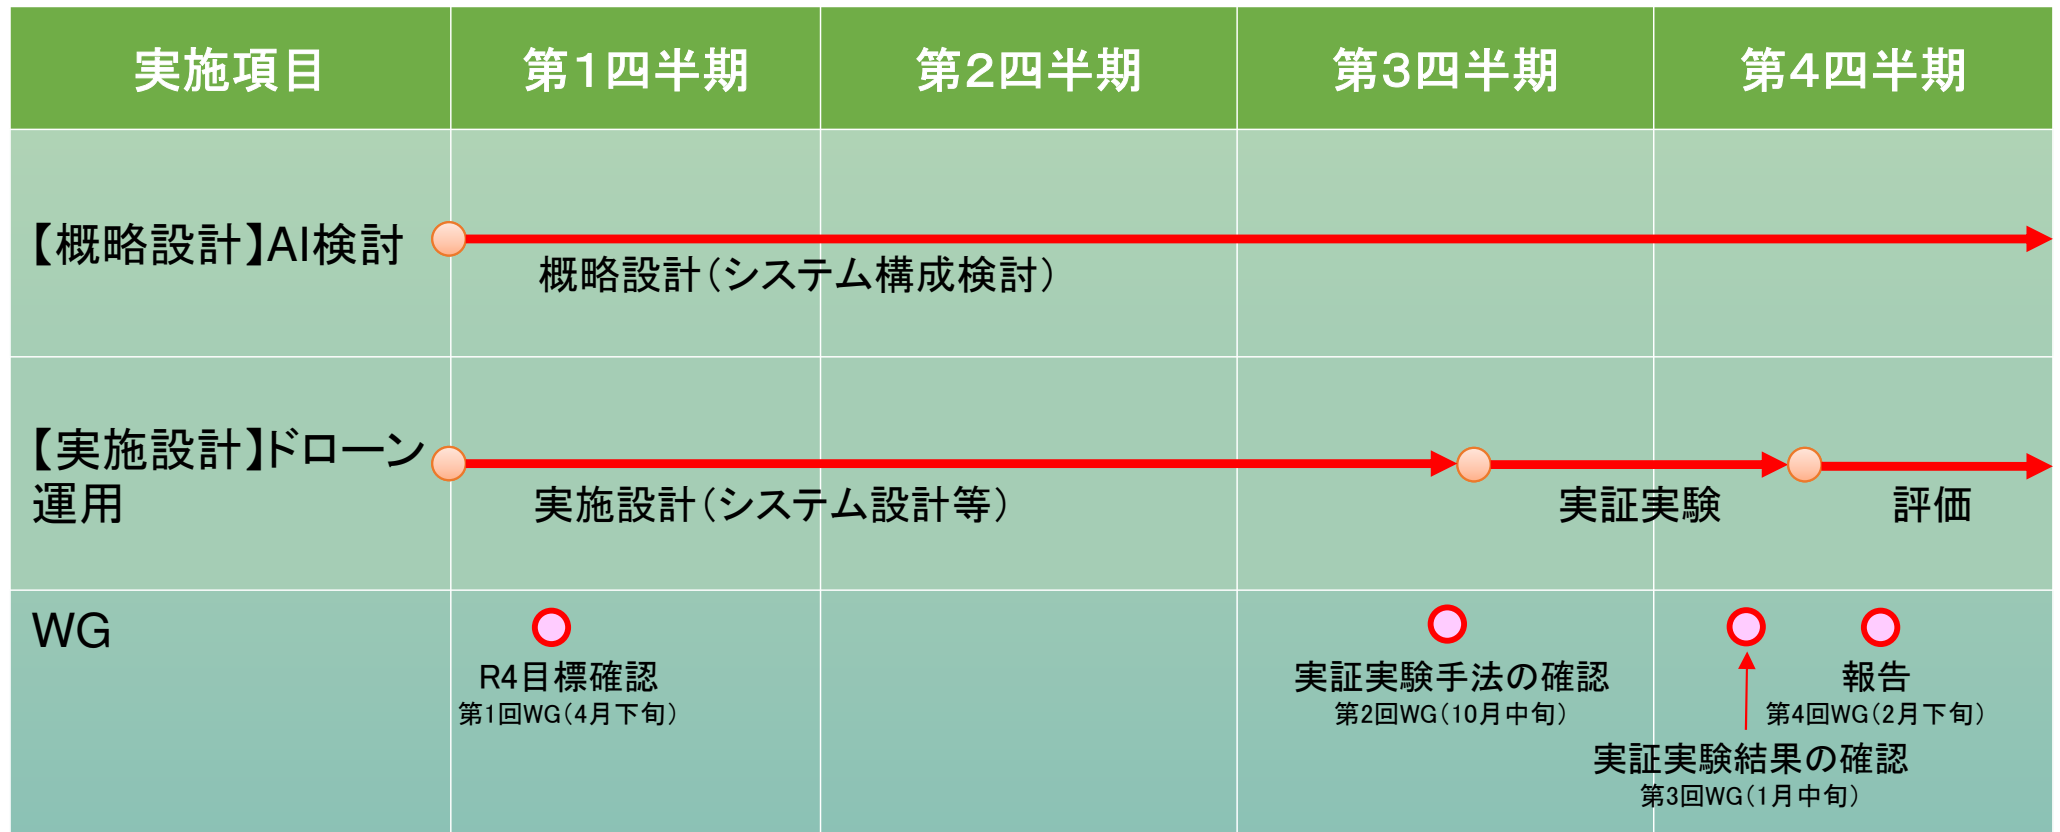 実施項目
第1四半期
第2四半期
第3四半期
第4四半期
【概略設計】AI検討
概略設計(システム構成検討)
【実施設計】ドローン
運用
実施設計(システム設計等)
実証実験
評価
WG
R4目標確認
第1回WG(4月下旬)
実証実験手法の確認
第2回WG(10月中旬)
報告
第4回WG(2月下旬)
実証実験結果の確認
第3回WG(1月中旬)